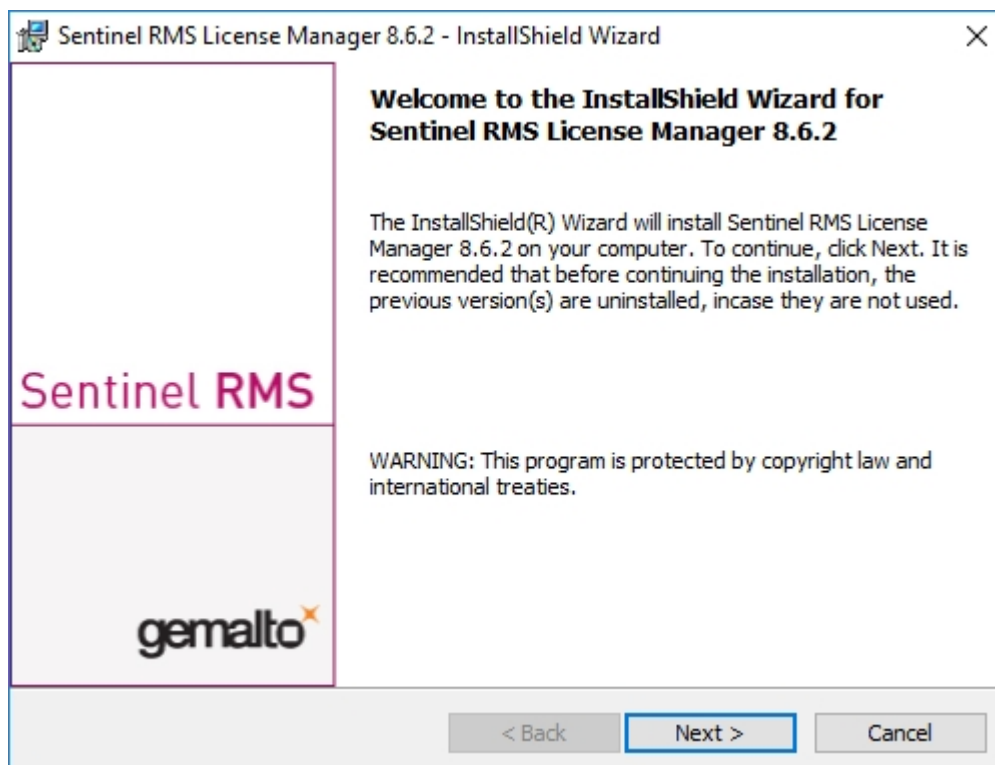 Sentinel RMS License Manager 8.6.2 - InstallShield Wizard
Welcome to the InstallShield Wizard for
Sentinel RMS License Manager 8.6.2
The InstallShield(R) Wizard will install Sentinel RMS License
Manager 8.6.2 on your computer. To continue, click Next. It is
recommended that before continuing the installation, the
previous version(s) are uninstalled, incase they are not used.
Sentinel RMS
WARNING: This program is protected by copyright law and
international treaties.
gemalto
< Back
Next >
Cancel